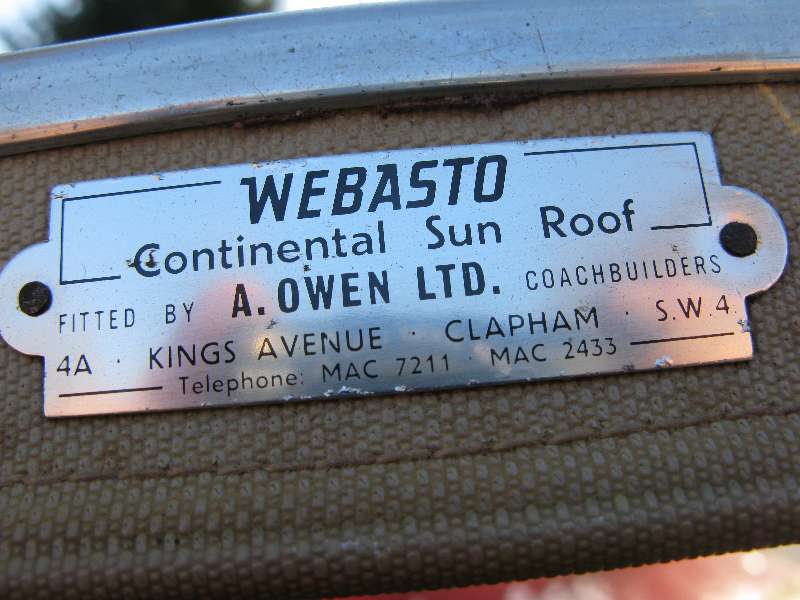 WEBASTO
Continental Sun Roof
FITTED BY A. OWEN LTD. COACHBUILDERS
4A · KINGS AVENUE · CLAPHAM · S.W.4
Telephone: MAC 7211 · MAC 2433